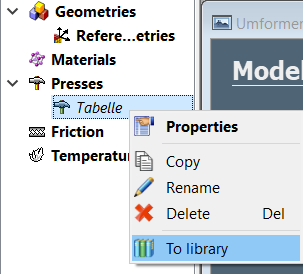 Geometries
Refere...etries
Materials
Presses
Tabelle
Friction
Temperatur
Umformer
Model
Properties
Copy
Rename
Delete Del
To library